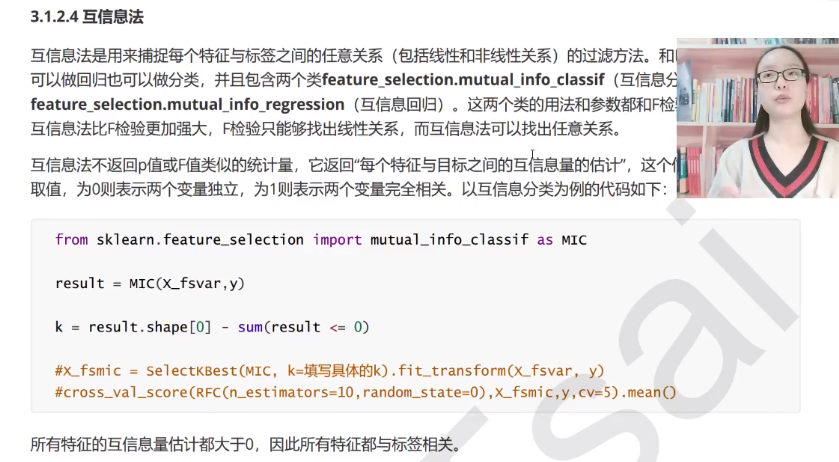 3.1.2.4 互信息法
互信息法是用来捕捉每个特征与标签之间的任意关系（包括线性和非线性关系）的过滤方法。和
可以做回归也可以做分类，并且包含两个类feature_selection.mutual_info_classif（互信息分
feature_selection.mutual_info_regression（互信息回归）。这两个类的用法和参数都和F检
互信息法比F检验更加强大，F检验只能够找出线性关系，而互信息法可以找出任意关系。
互信息法不返回p值或F值类似的统计量，它返回“每个特征与目标之间的互信息量的估计”，这个
取值，为0则表示两个变量独立，为1则表示两个变量完全相关。以互信息分类为例的代码如下：
from sklearn.feature_selection import mutual_info_classif as MIC
result = MIC(X_fsvar,y)
k = result.shape[0] - sum(result <= 0)
#X_fsmic = SelectKBest(MIC, k=填写具体的k).fit_transform(X_fsvar, y)
#cross_val_score(RFC(n_estimators=10,random_state=0),X_fsmic,y,cv=5).mean()
所有特征的互信息量估计都大于0，因此所有特征都与标签相关。